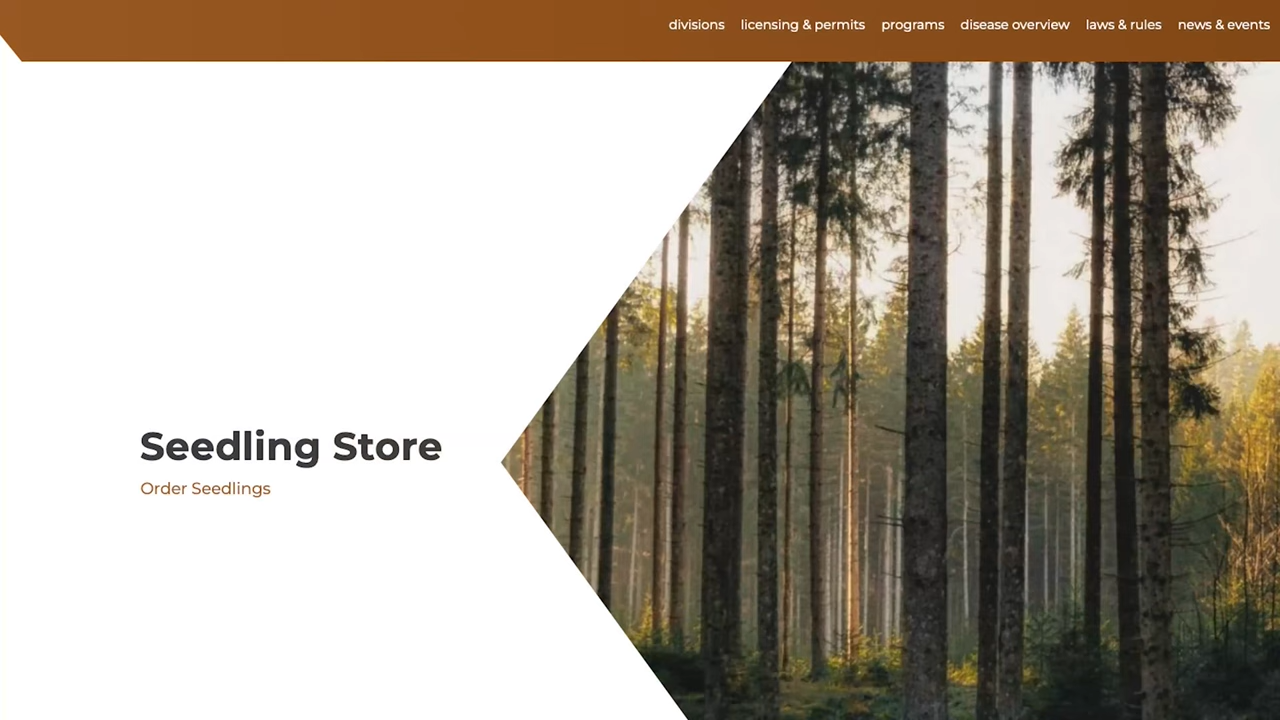 divisions licensing & permits programs disease overview laws & rules news & events
Seedling Store
Order Seedlings